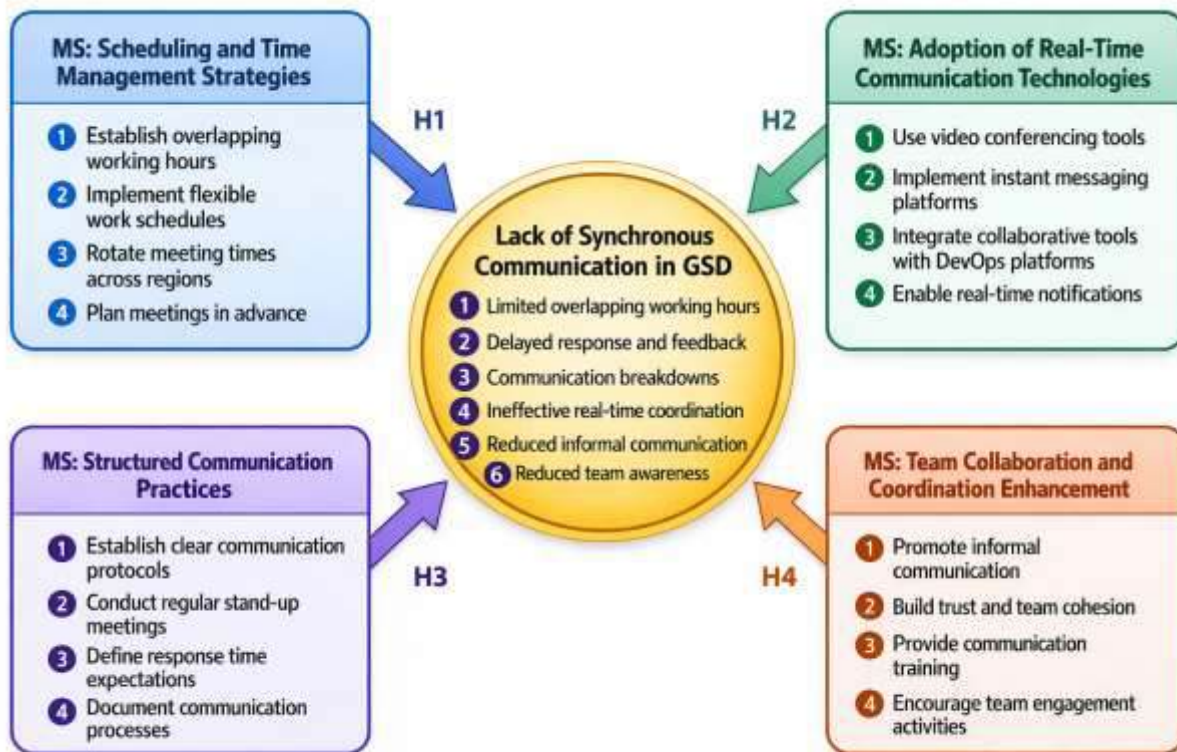 MS: Scheduling and Time
Management Strategies
1 Establish overlapping
working hours
2 Implement flexible
work schedules
3 Rotate meeting times
across regions
4 Plan meetings in advance
H1
H2
MS: Adoption of Real-Time
Communication Technologies
1 Use video conferencing tools
2 Implement instant messaging
platforms
3 Integrate collaborative tools
with DevOps platforms
4 Enable real-time notifications
Lack of Synchronous
Communication in GSD
1 Limited overlapping working hours
2 Delayed response and feedback
3 Communication breakdowns
4 Ineffective real-time coordination
5 Reduced informal communication
6 Reduced team awareness
MS: Structured Communication
Practices
1 Establish clear communication
protocols
2 Conduct regular stand-up
meetings
3 Define response time
expectations
4 Document communication
processes
H3
H4
MS: Team Collaboration and
Coordination Enhancement
1 Promote informal
communication
2 Build trust and team cohesion
3 Provide communication
training
4 Encourage team engagement
activities